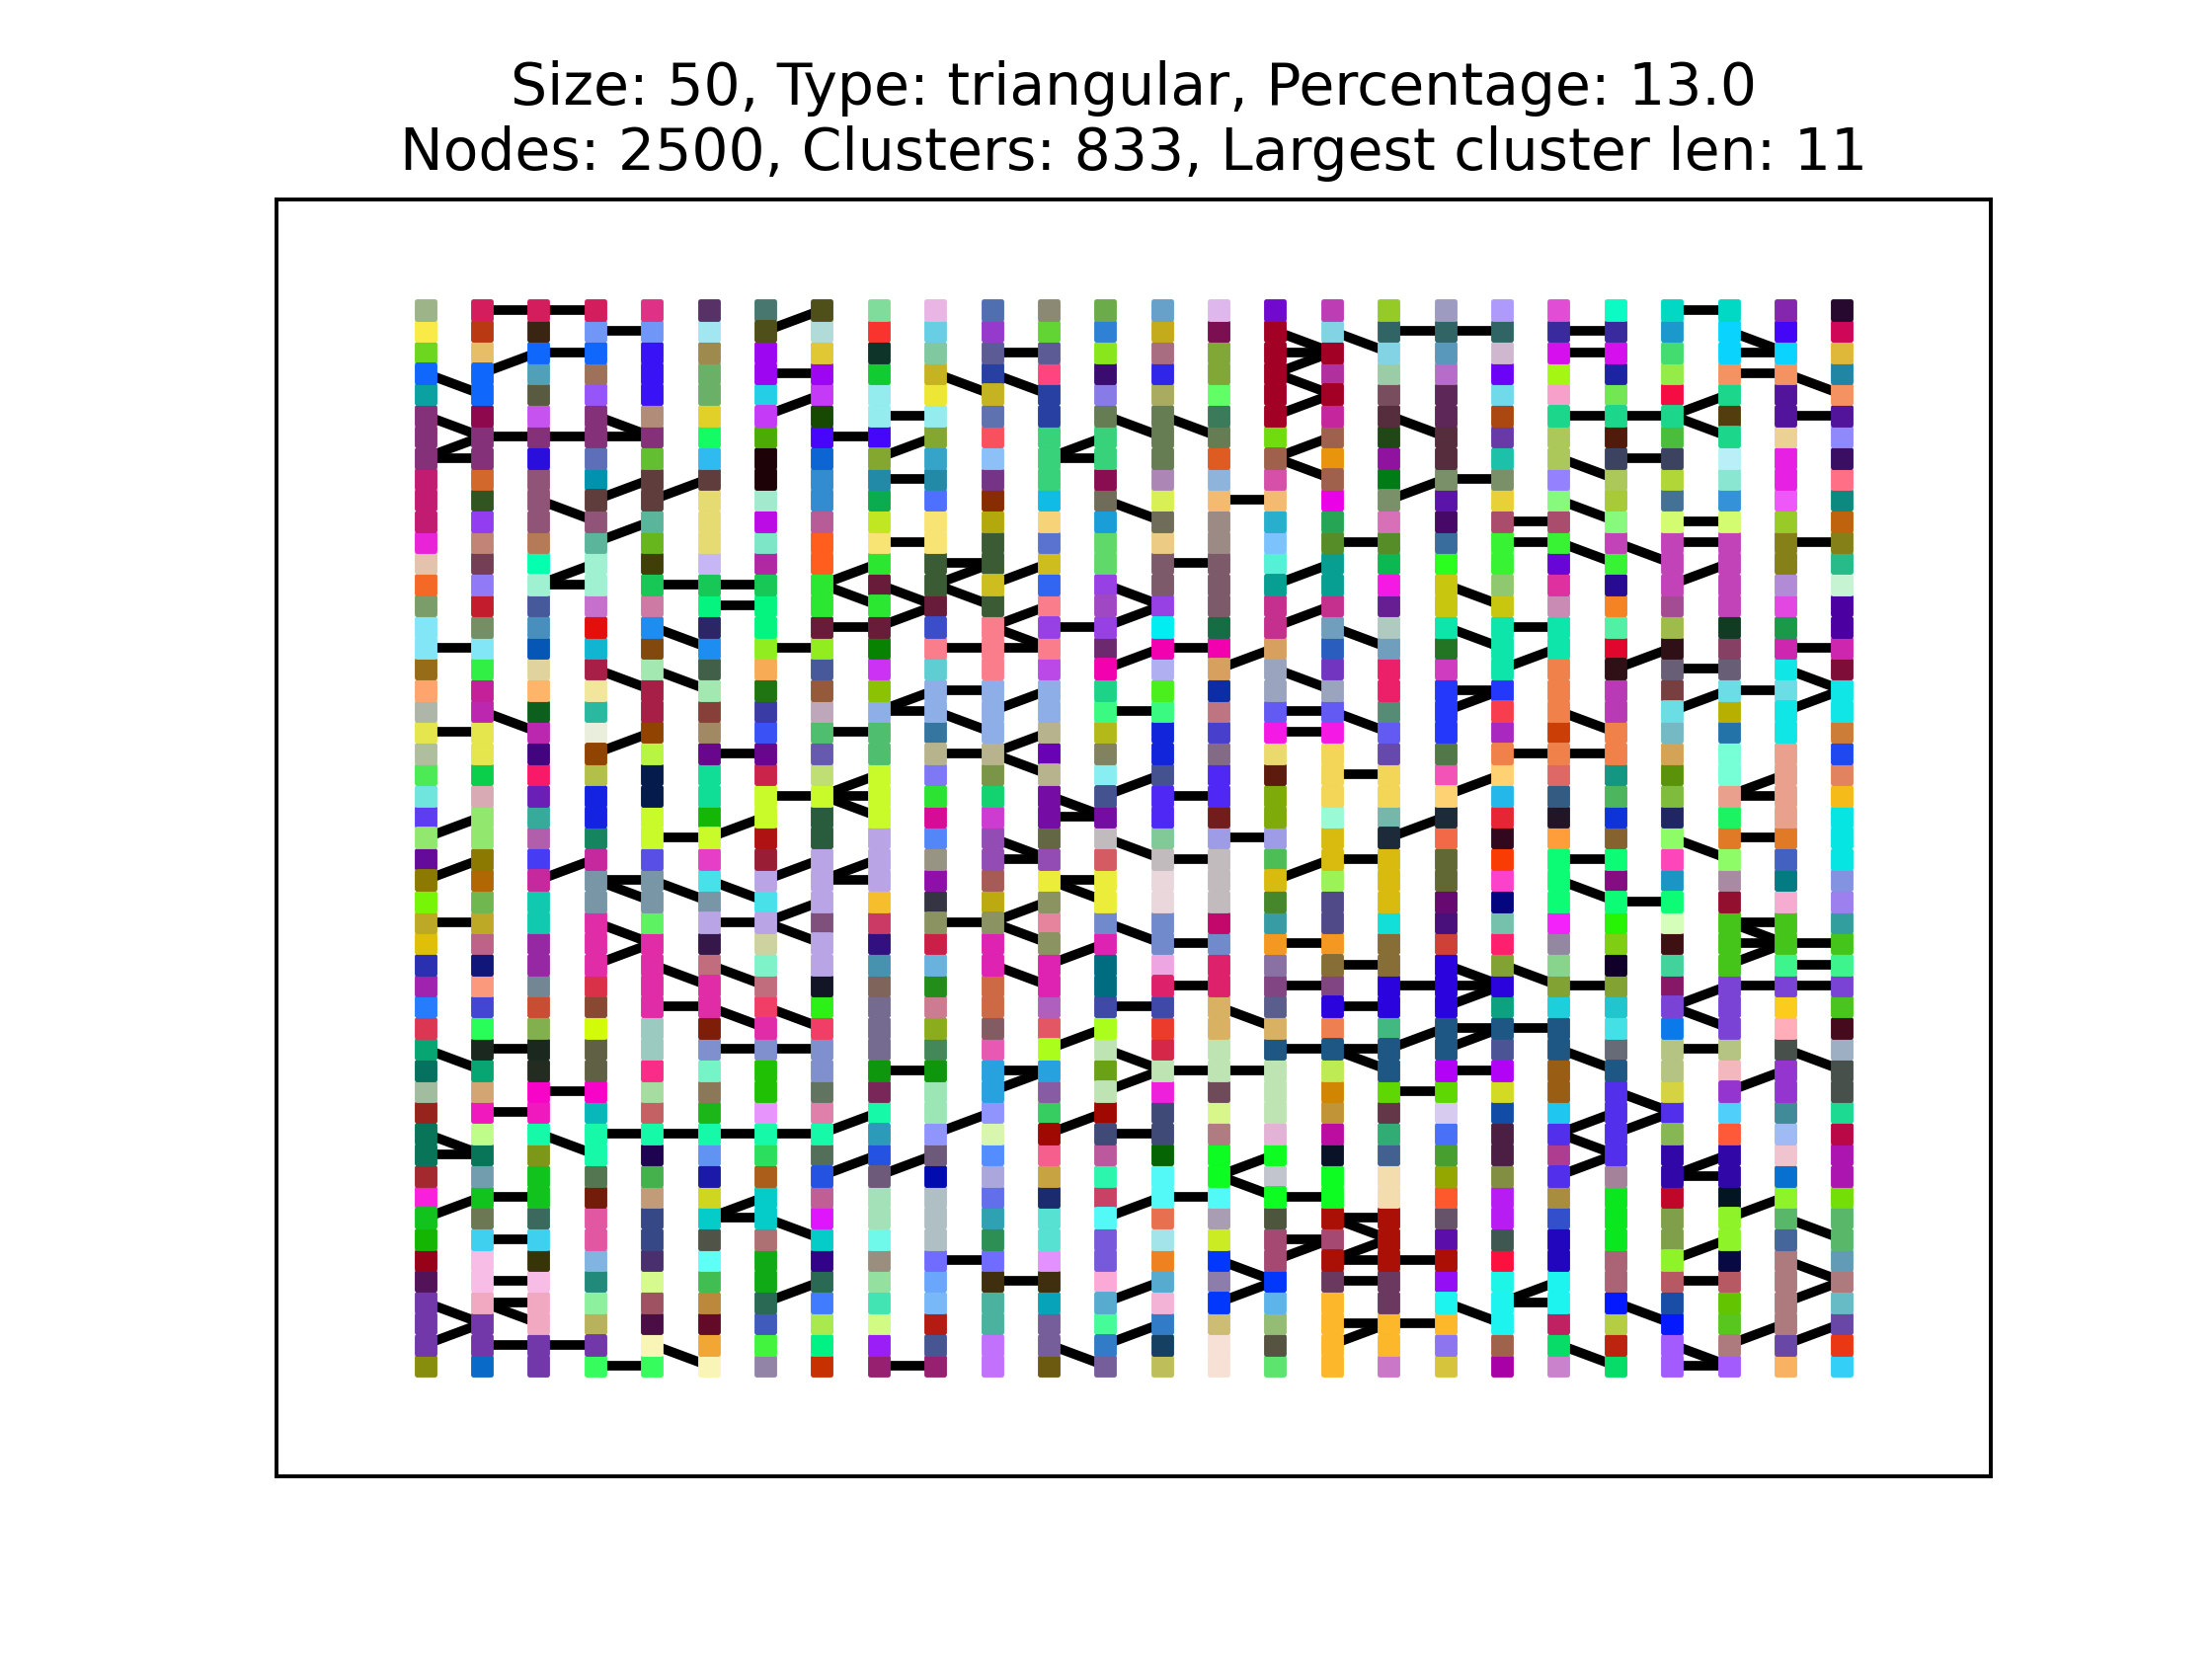 Size: 50, Type: triangular, Percentage: 13.0
Nodes: 2500, Clusters: 833, Largest cluster len: 11